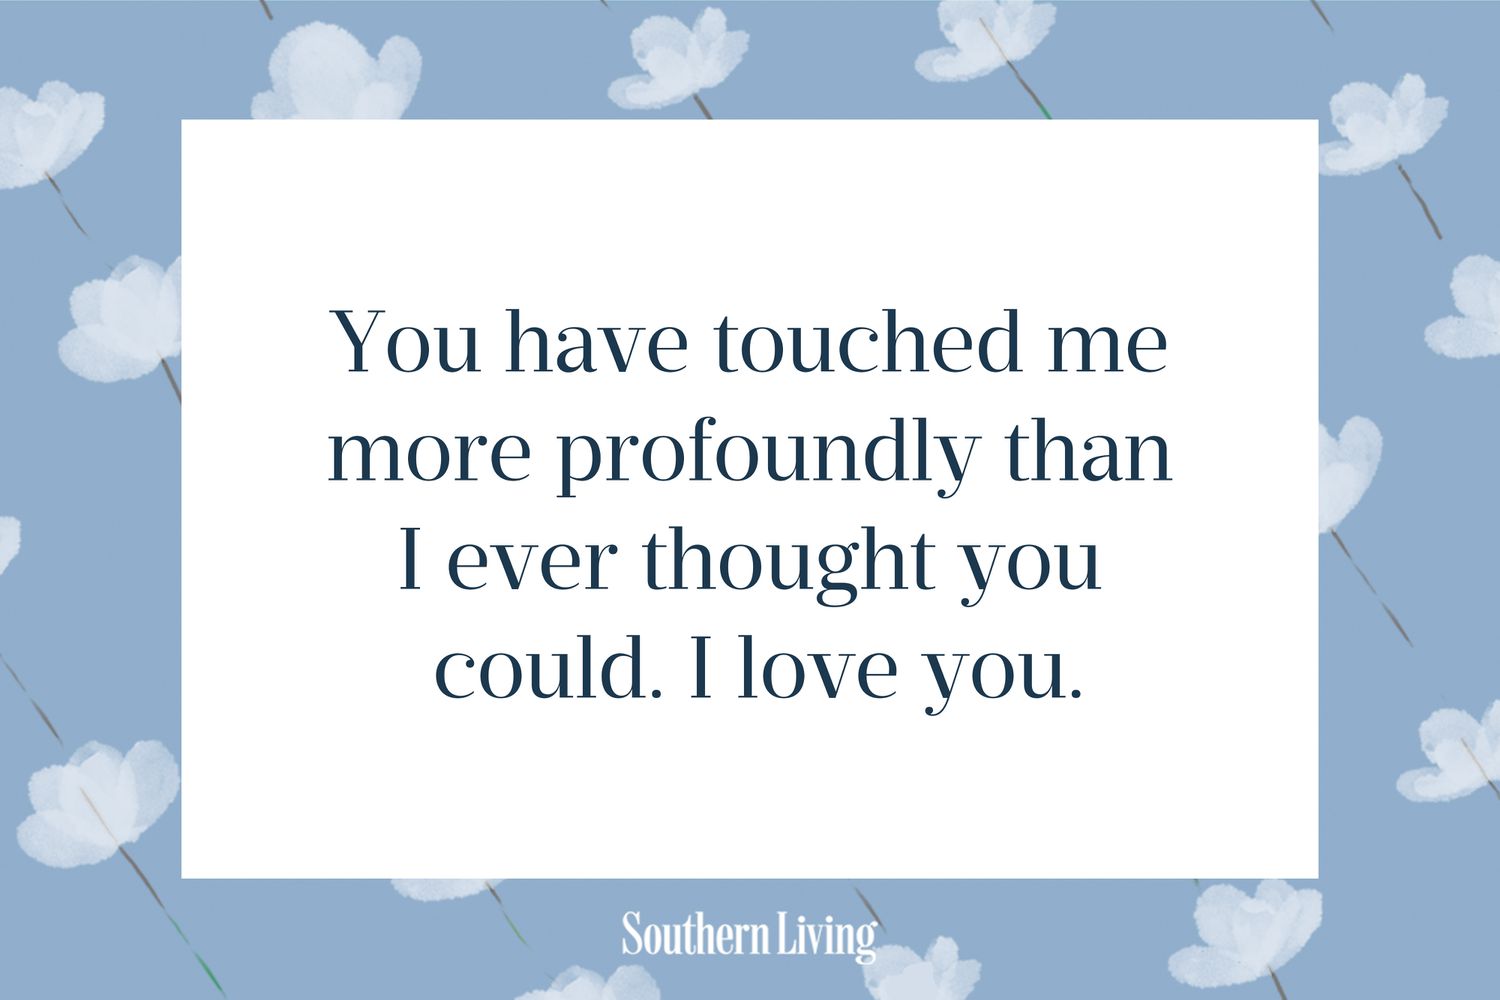 You have touched me
more profoundly than
I ever thought you
could. I love you.
Southern Living